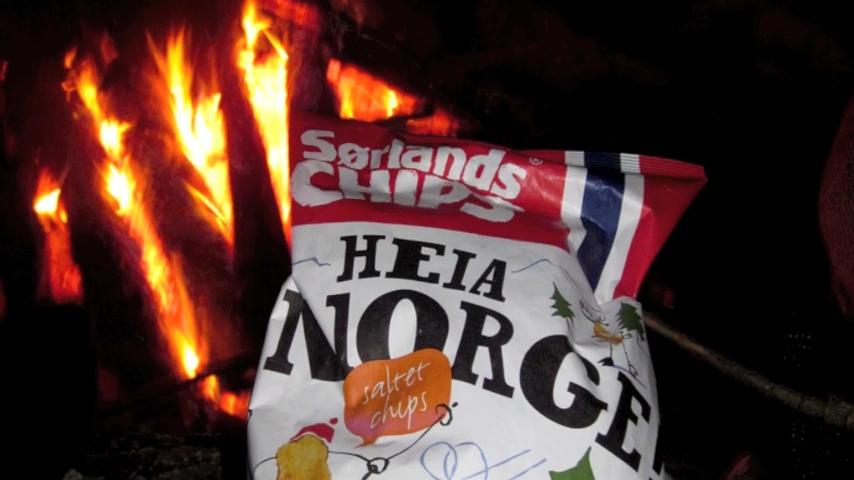 Sørlands
CHIPS
HEIA
NORGE
saltet
chips